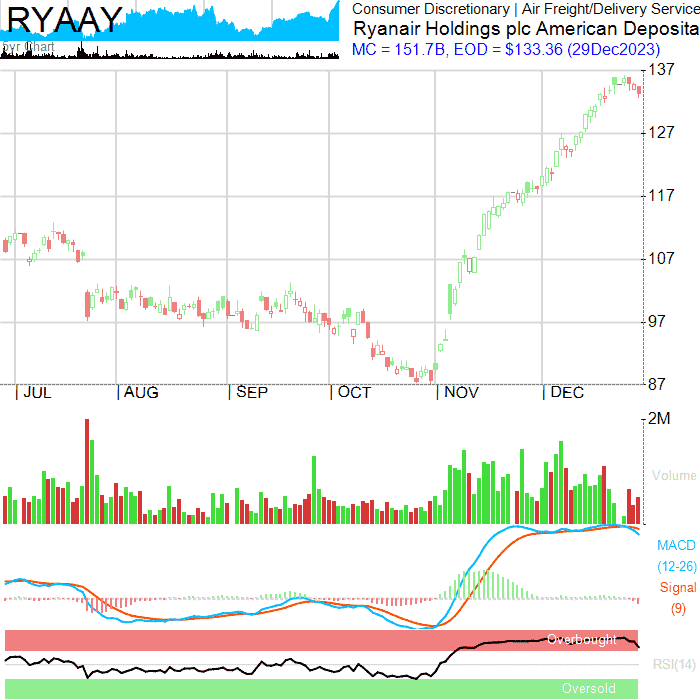 RYAAY
5yr Chart
Consumer Discretionary | Air Freight/Delivery Service
Ryanair Holdings plc American Deposita
MC = 151.7B, EOD = $133.36 (29Dec2023)
137
127
117
107
97
87
JUL AUG SEP OCT NOV DEC
2M
Volume
MACD
(12-26)
Signal
(9)
Overbought
RSI(14)
Oversold